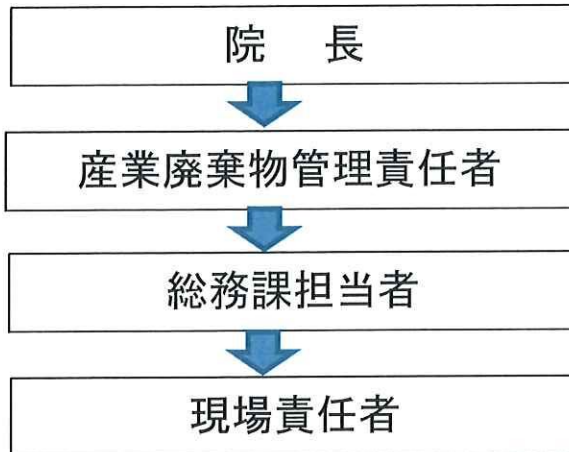 院　長
産業廃棄物管理責任者
総務課担当者
現場責任者